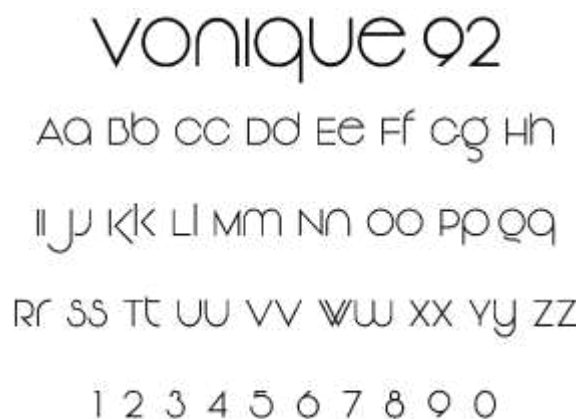 Vonique 92
Aa Bb Cc Dd Ee Ff Gg Hh
Ii Jj Kk Ll Mm Nn Oo Pp Qq
Rr Ss Tt Uu Vv Ww Xx Yy Zz
1 2 3 4 5 6 7 8 9 0